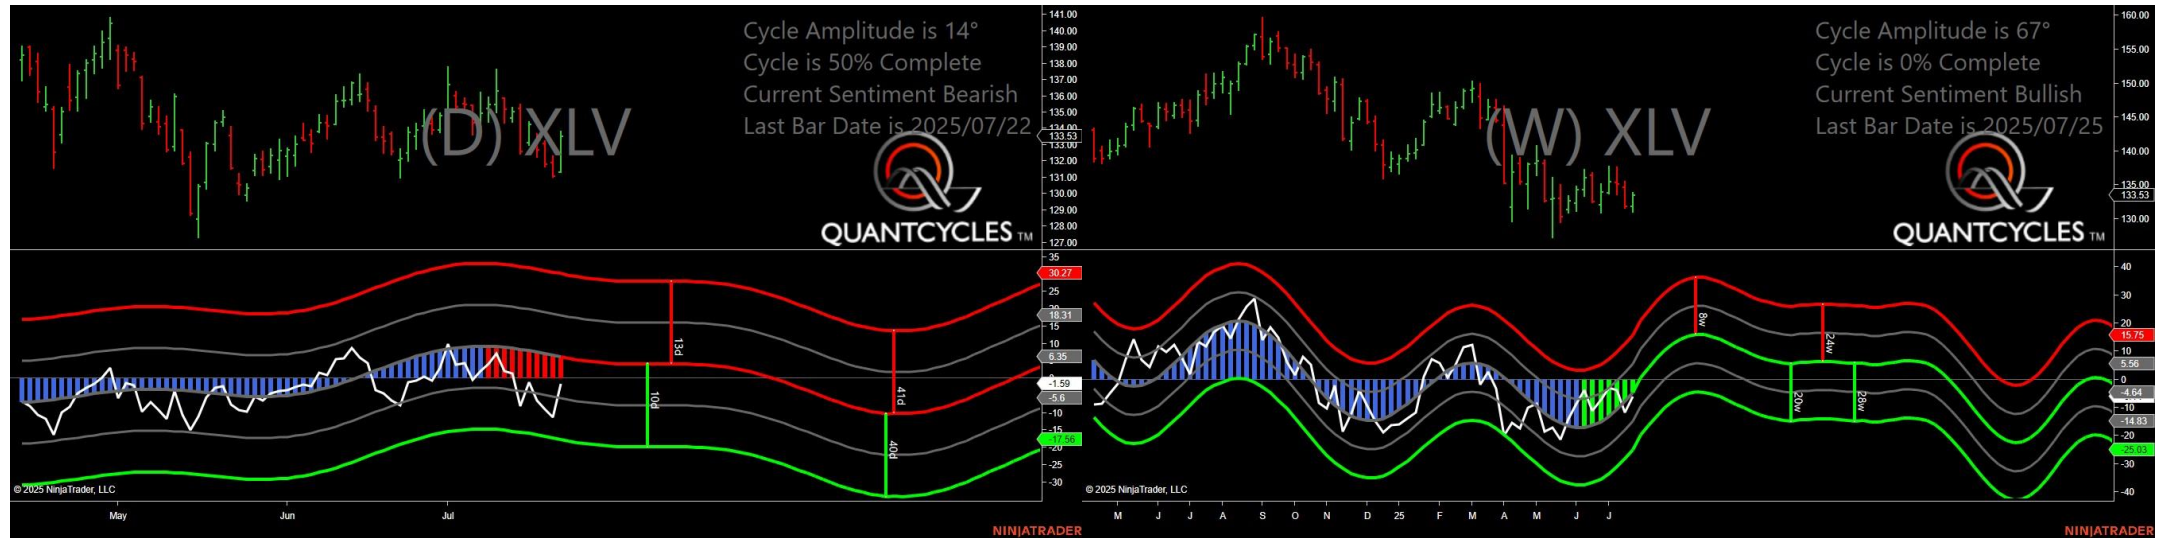 Cycle Amplitude is 14°
Cycle is 50% Complete
Current Sentiment Bearish
Last Bar Date is 2025/07/22
(D) XLV
QUANTCYCLES TM
141.00
140.00
139.00
138.00
137.00
136.00
135.00
134.00
133.53
133.00
132.00
131.00
130.00
129.00
128.00
127.00
35
30.27
25
20
18.31
15
10
6.35
-1.59
-5.6
-10
-15
-17.56
-20
-25
-30
13d
10d
41d
40d
© 2025 NinjaTrader, LLC
May Jun Jul
NINJATRADER
Cycle Amplitude is 67°
Cycle is 0% Complete
Current Sentiment Bullish
Last Bar Date is 2025/07/25
(W) XLV
QUANTCYCLES TM
160.00
155.00
150.00
145.00
140.00
135.00
133.53
130.00
40
30
20
15.75
10
5.56
0
-4.64
-10
-14.83
-20
-25.03
-30
-40
8w
24w
20w
28w
© 2025 NinjaTrader, LLC
M J J A S O N D 25 F M A M J J
NINJATRADER